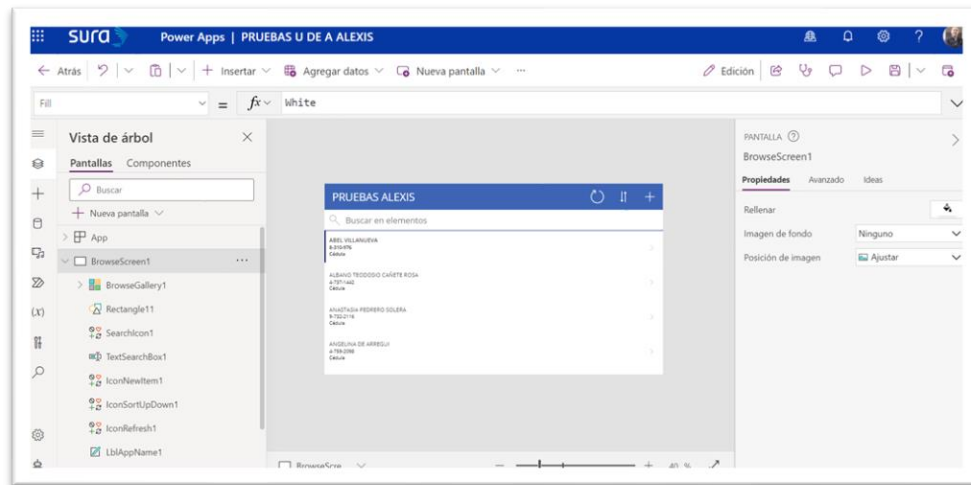 sura Power Apps | PRUEBAS U DE A ALEXIS ?
Atrás Insertar Agregar datos Nueva pantalla ... Edición
Fill = fx White
Vista de árbol
Pantallas Componentes
Buscar
Nueva pantalla
App
BrowseScreen1 ...
BrowseGallery1
Rectangle11
SearchIcon1
TextSearchBox1
IconNewItem1
IconSortUpDown1
IconRefresh1
LblAppName1
(x)
PRUEBAS ALEXIS
Buscar en elementos
ABEL VILLANUEVA
Cédula
ALBANO TEODOSIO CAÑETE ROSA
Cédula
ANASTASIA PEDRERO SOLERA
Cédula
ANGELINA DE ARREGUI
Cédula
BrowseScre
40 %
PANTALLA ?
BrowseScreen1
Propiedades Avanzado Ideas
Rellenar
Imagen de fondo Ninguno
Posición de imagen Ajustar